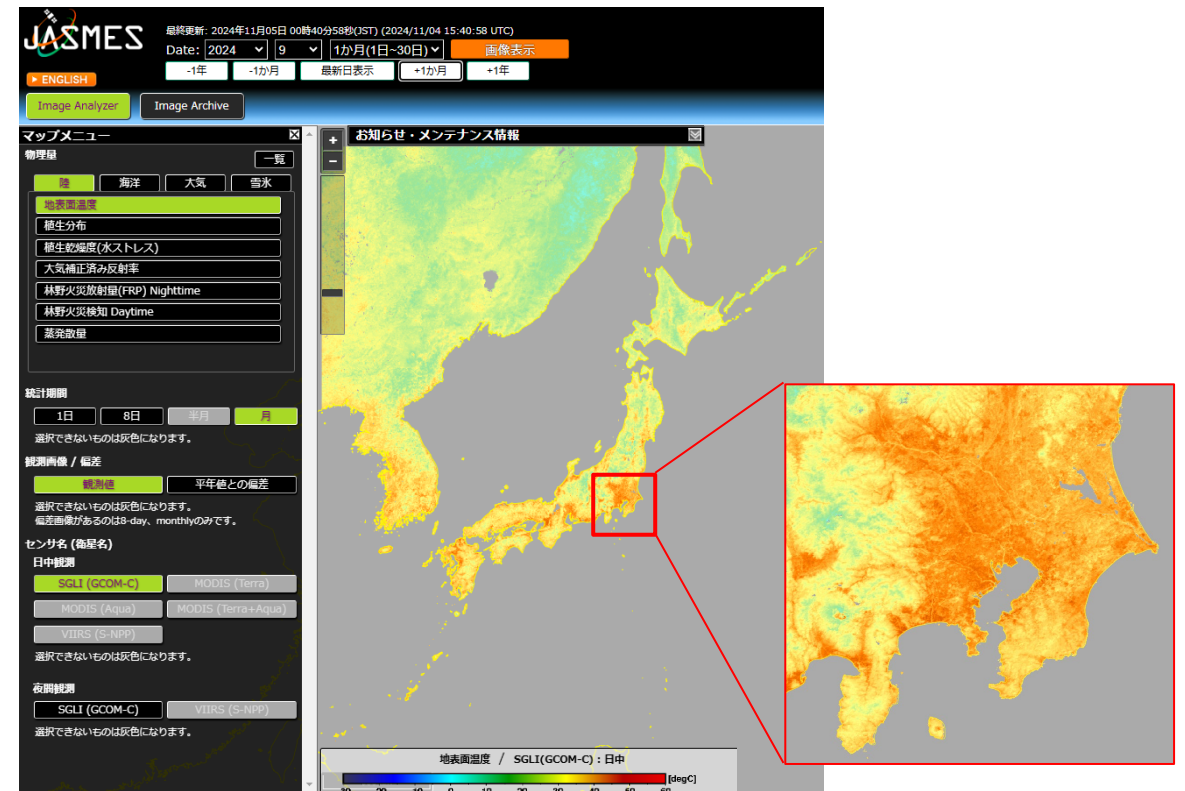 JASMES
最終更新: 2024年11月05日 00時40分58秒(JST) (2024/11/04 15:40:58 UTC)
Date: 2024 9 1か月(1日~30日) 画像表示
-1年 -1か月 最新日表示 +1か月 +1年
ENGLISH
Image Analyzer Image Archive
マップメニュー
お知らせ・メンテナンス情報
物理量 一覧
陸 海洋 大気 雪氷
地表面温度
植生分布
植生乾燥度(水ストレス)
大気補正済み反射率
林野火災放射量(FRP) Nighttime
林野火災検知 Daytime
蒸発散量
統計期間
1日 8日 半月 月
選択できないものは灰色になります。
観測画像 / 偏差
観測値 平年値との偏差
選択できないものは灰色になります。
偏差画像があるのは8-day、monthlyのみです。
センサ名 (衛星名)
日中観測
SGLI (GCOM-C) MODIS (Terra)
MODIS (Aqua) MODIS (Terra+Aqua)
VIIRS (S-NPP)
選択できないものは灰色になります。
夜間観測
SGLI (GCOM-C) VIIRS (S-NPP)
選択できないものは灰色になります。
地表面温度 / SGLI(GCOM-C) : 日中
[degC]